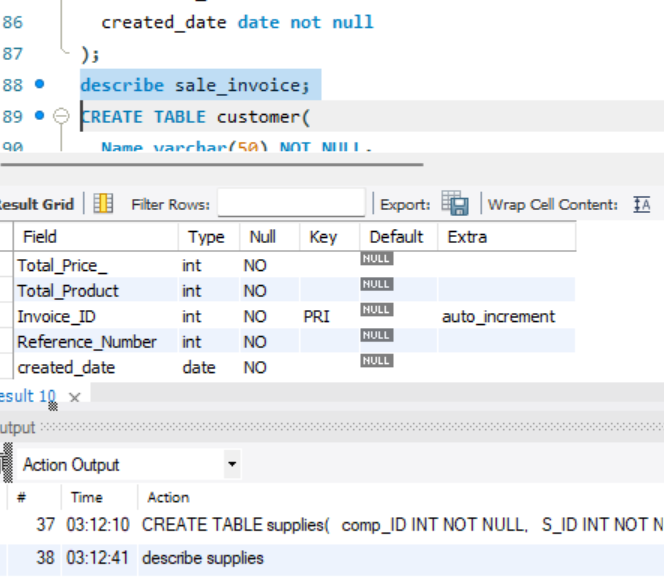 86 created_date date not null
87 );
88 describe sale_invoice;
89 CREATE TABLE customer(
90 Name varchar(50) NOT NULL,
Result Grid Filter Rows: Export: Wrap Cell Content: IA
Field Type Null Key Default Extra
Total_Price_ int NO NULL
Total_Product int NO NULL
Invoice_ID int NO PRI NULL auto_increment
Reference_Number int NO NULL
created_date date NO NULL
esult 10 ×
utput
Action Output
# Time Action
37 03:12:10 CREATE TABLE supplies( comp_ID INT NOT NULL, S_ID INT NOT N
38 03:12:41 describe supplies